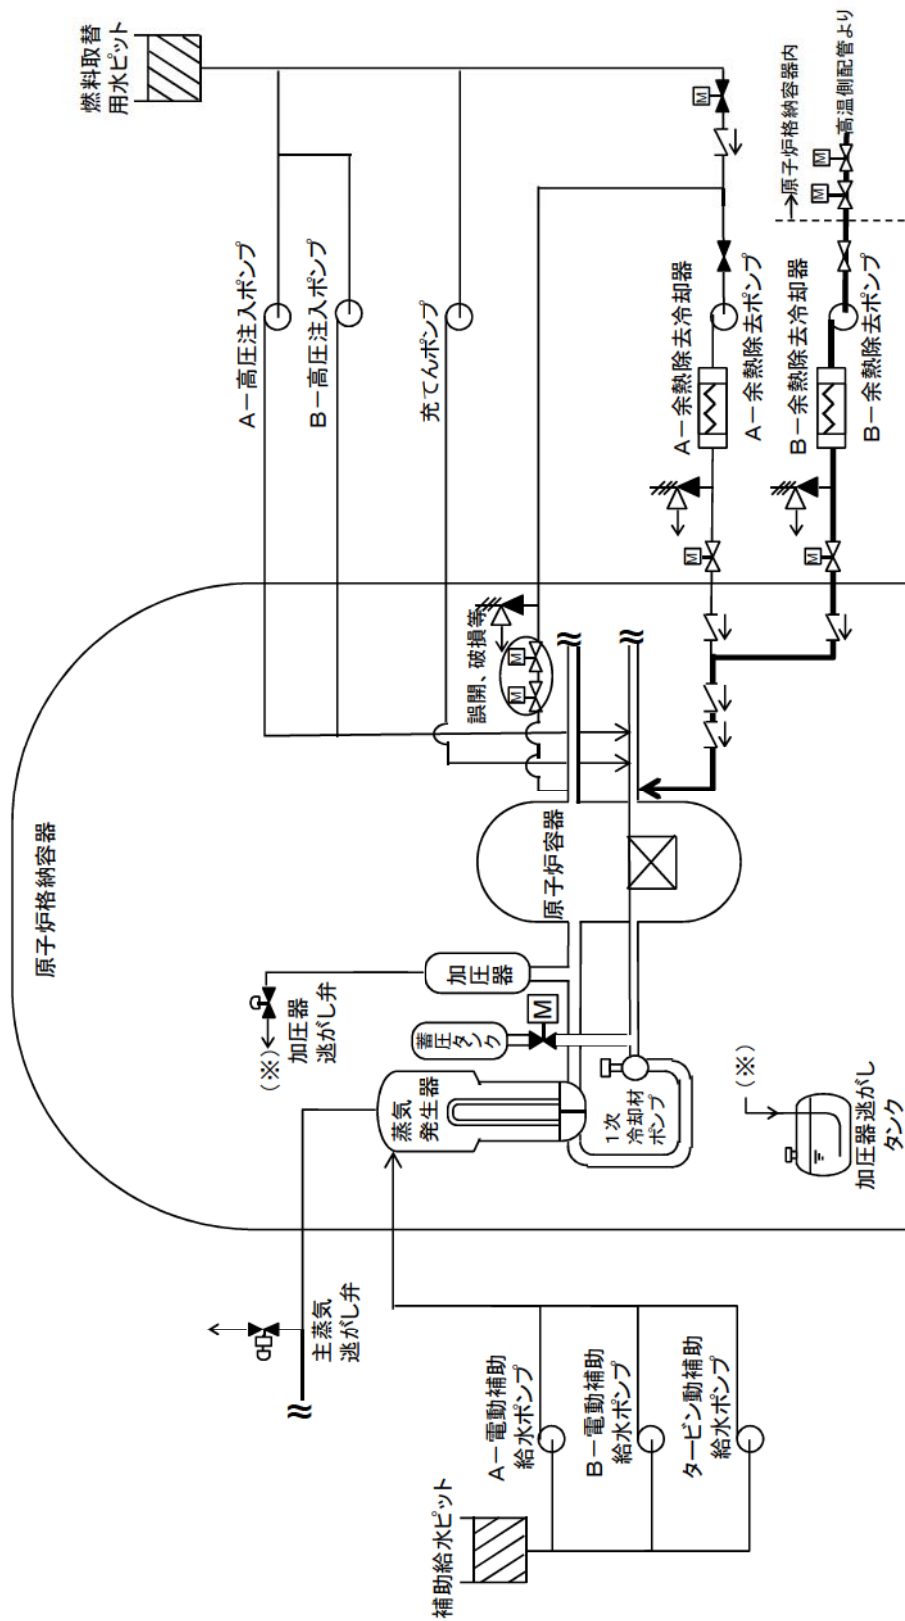 原子炉格納容器
燃料取替
用水ピット
A－高圧注入ポンプ
B－高圧注入ポンプ
充てんポンプ
M
誤開、破損等
M
M
A－余熱除去冷却器
A－余熱除去ポンプ
M
→原子炉格納容器内
高温側配管より
M
M
B－余熱除去冷却器
B－余熱除去ポンプ
M
原子炉容器
(※)
加圧器
逃がし弁
加圧
器
蓄圧
タンク
M
蒸気
発生器
1次
冷却材
ポンプ
(※)
加圧器逃がし
タンク
主蒸気
逃がし弁
A－電動補助
給水ポンプ
B－電動補助
給水ポンプ
タービン動補助
給水ポンプ
補助給水ピット